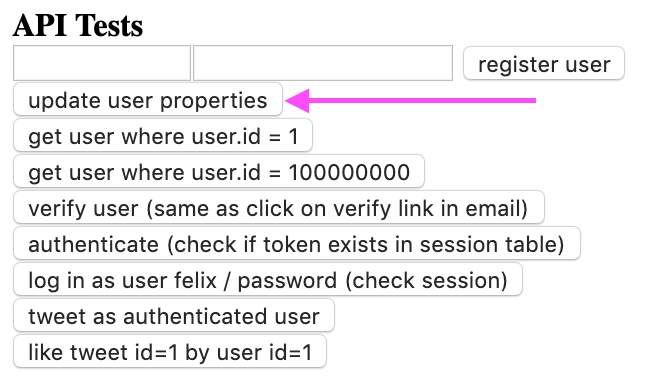 API Tests
register user
update user properties
get user where user.id = 1
get user where user.id = 100000000
verify user (same as click on verify link in email)
authenticate (check if token exists in session table)
log in as user felix / password (check session)
tweet as authenticated user
like tweet id=1 by user id=1